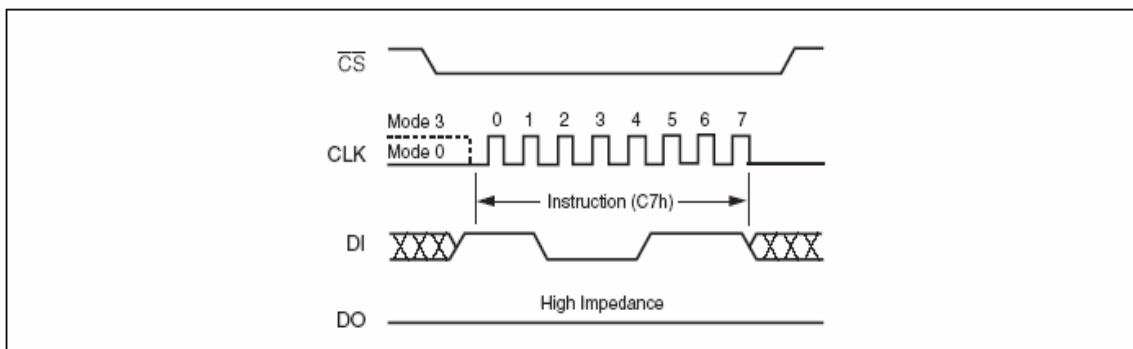 CS
Mode 3
0 1 2 3 4 5 6 7
CLK
Mode 0
Instruction (C7h)
DI
High Impedance
DO